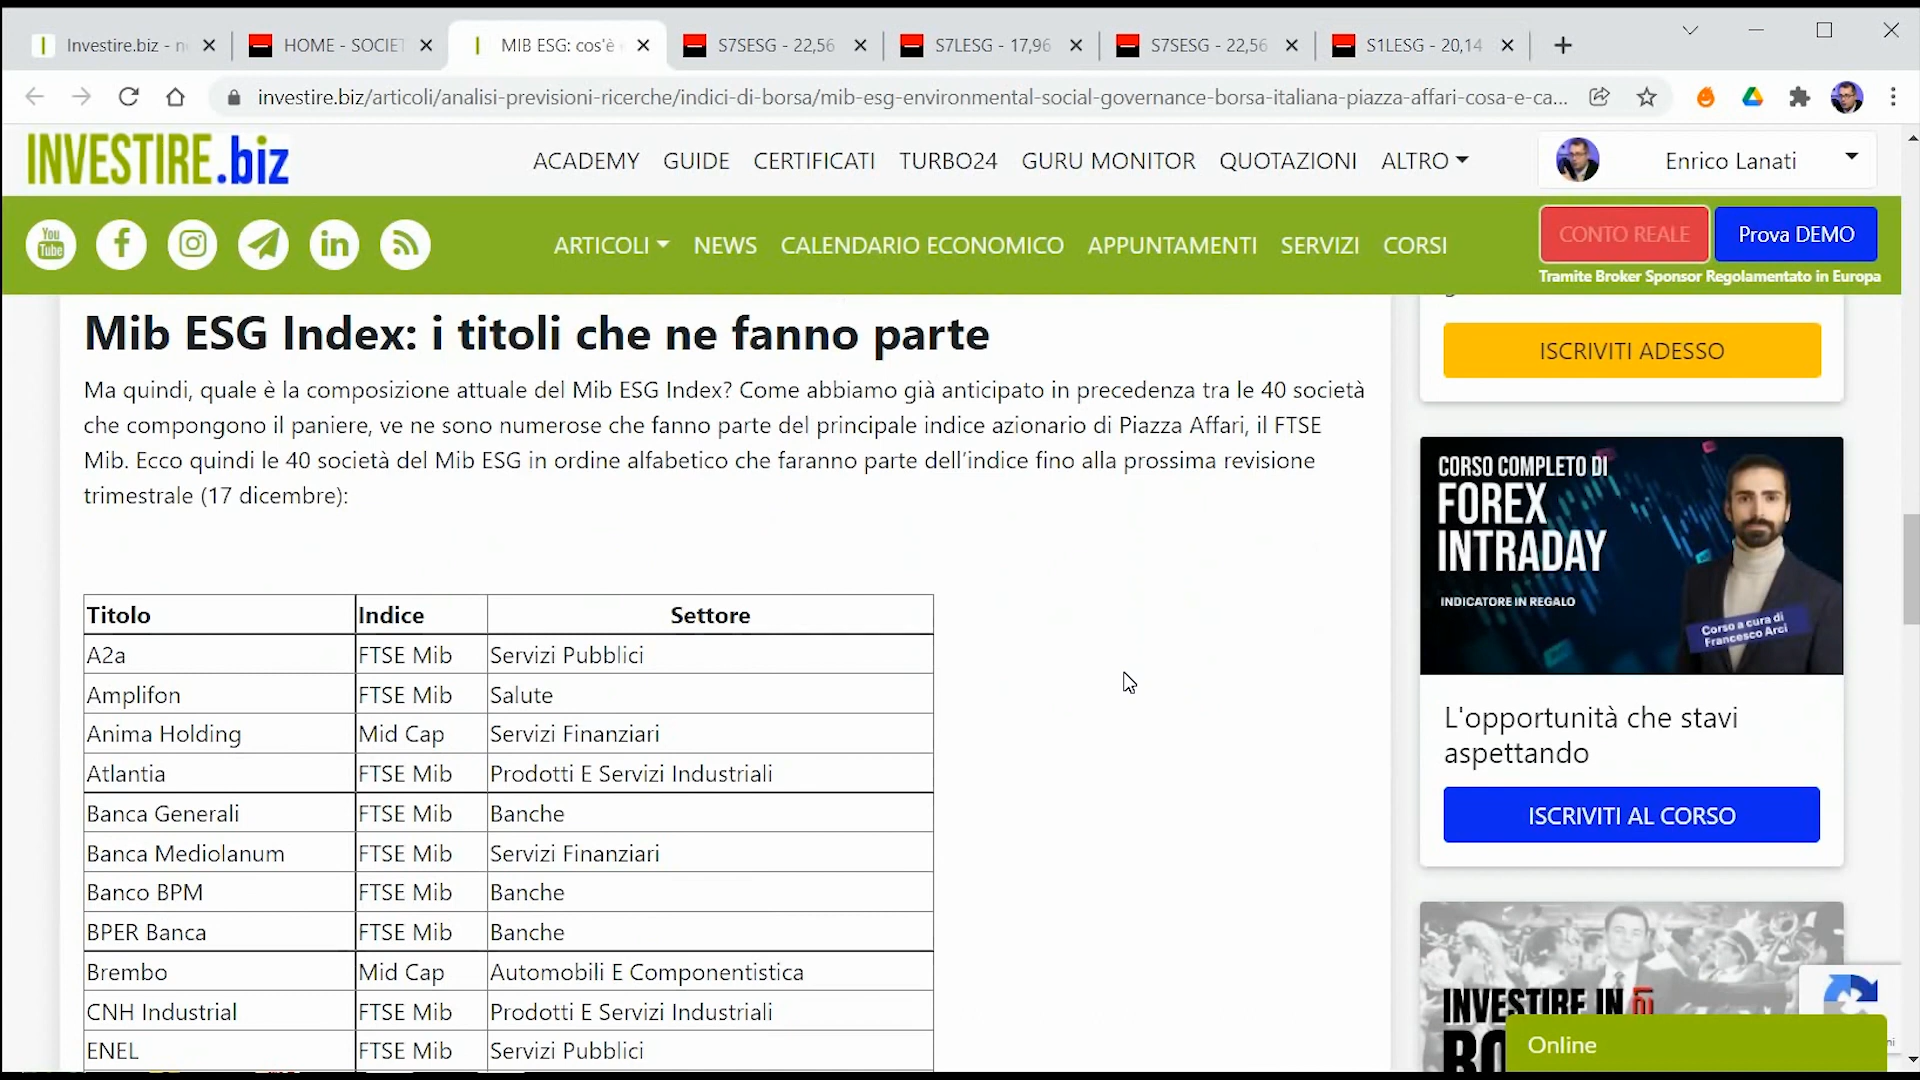 Investire.biz - n
HOME - SOCIET
MIB ESG: cos'è
S7SESG - 22,56
S7LESG - 17,96
S7SESG - 22,56
S1LESG - 20,14
investire.biz/articoli/analisi-previsioni-ricerche/indici-di-borsa/mib-esg-environmental-social-governance-borsa-italiana-piazza-affari-cosa-e-ca...
INVESTIRE.biz
ACADEMY GUIDE CERTIFICATI TURBO24 GURU MONITOR QUOTAZIONI ALTRO
Enrico Lanati
You Tube
ARTICOLI NEWS CALENDARIO ECONOMICO APPUNTAMENTI SERVIZI CORSI
CONTO REALE
Prova DEMO
Tramite Broker Sponsor Regolamentato in Europa
Mib ESG Index: i titoli che ne fanno parte
Ma quindi, quale è la composizione attuale del Mib ESG Index? Come abbiamo già anticipato in precedenza tra le 40 società
che compongono il paniere, ve ne sono numerose che fanno parte del principale indice azionario di Piazza Affari, il FTSE
Mib. Ecco quindi le 40 società del Mib ESG in ordine alfabetico che faranno parte dell'indice fino alla prossima revisione
trimestrale (17 dicembre):
Titolo Indice Settore
A2a FTSE Mib Servizi Pubblici
Amplifon FTSE Mib Salute
Anima Holding Mid Cap Servizi Finanziari
Atlantia FTSE Mib Prodotti E Servizi Industriali
Banca Generali FTSE Mib Banche
Banca Mediolanum FTSE Mib Servizi Finanziari
Banco BPM FTSE Mib Banche
BPER Banca FTSE Mib Banche
Brembo Mid Cap Automobili E Componentistica
CNH Industrial FTSE Mib Prodotti E Servizi Industriali
ENEL FTSE Mib Servizi Pubblici
ISCRIVITI ADESSO
CORSO COMPLETO DI
FOREX
INTRADAY
INDICATORE IN REGALO
Corso a cura di
Francesco Arci
L'opportunità che stavi
aspettando
ISCRIVITI AL CORSO
INVESTIRE IN
Online